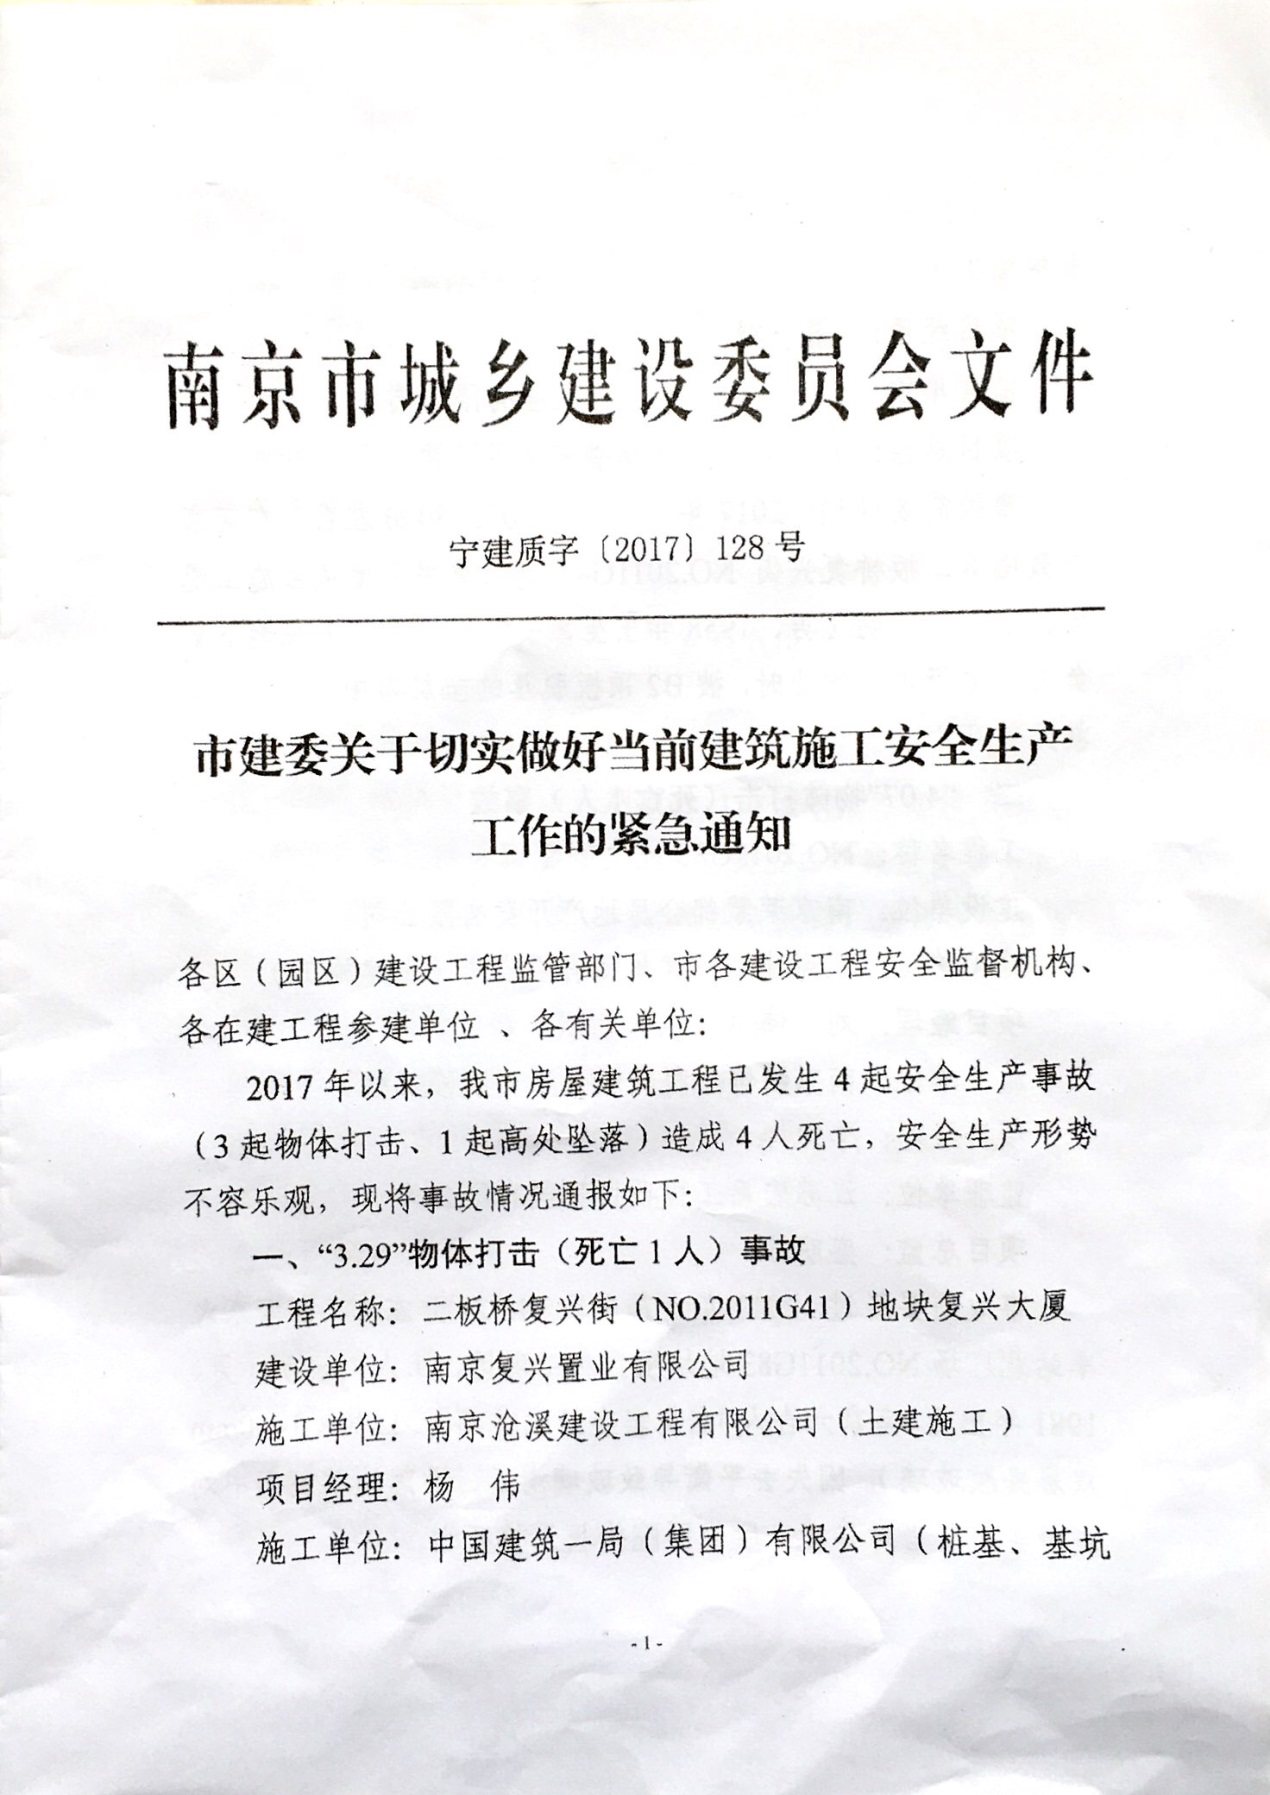 南京市城乡建设委员会文件
宁建质字〔2017〕128号
市建委关于切实做好当前建筑施工安全生产
工作的紧急通知
各区（园区）建设工程监管部门、市各建设工程安全监督机构、
各在建工程参建单位 、各有关单位：
2017年以来，我市房屋建筑工程已发生4起安全生产事故
（3起物体打击、1起高处坠落）造成4人死亡，安全生产形势
不容乐观，现将事故情况通报如下：
一、“3.29”物体打击（死亡1人）事故
工程名称：二板桥复兴街（NO.2011G41）地块复兴大厦
建设单位：南京复兴置业有限公司
施工单位：南京沧溪建设工程有限公司（土建施工）
项目经理：杨 伟
施工单位：中国建筑一局（集团）有限公司（桩基、基坑
- 1 -